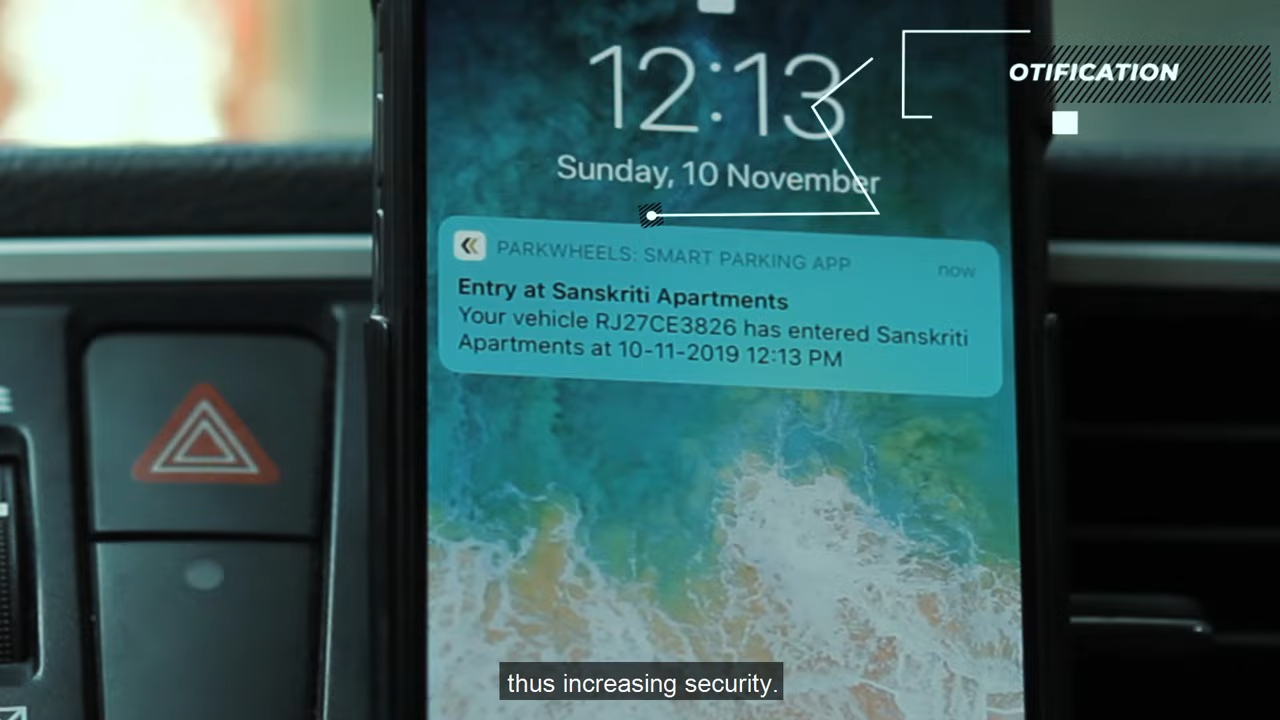 12:13
Sunday, 10 November
OTIFICATION
PARKWHEELS: SMART PARKING APP now
Entry at Sanskriti Apartments
Your vehicle RJ27CE3826 has entered Sanskriti
Apartments at 10-11-2019 12:13 PM
thus increasing security.